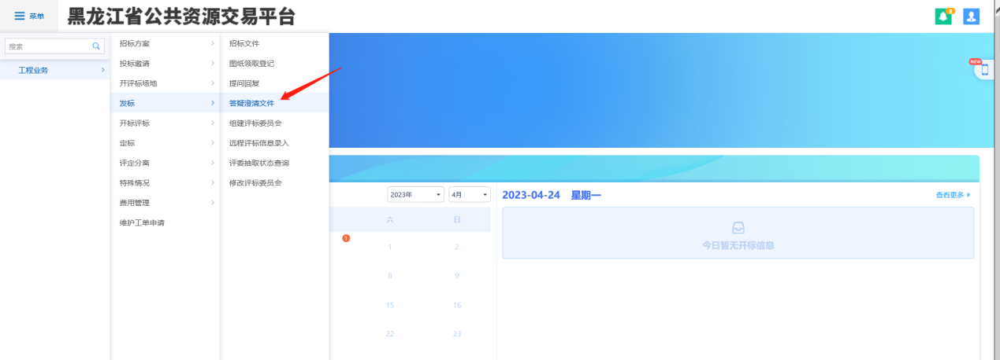 菜单
黑龙江省公共资源交易平台
3
搜索
工程业务
招标方案
投标邀请
开评标场地
发标
开标评标
定标
评定分离
特殊情况
费用管理
维护工单申请
招标文件
图纸领取登记
提问回复
答疑澄清文件
组建评标委员会
远程评标信息录入
评委抽取状态查询
修改评标委员会
NEW
2023年 4月
六 日
1
1 2
8 9
15 16
22 23
2023-04-24 星期一
查看更多
今日暂无开标信息